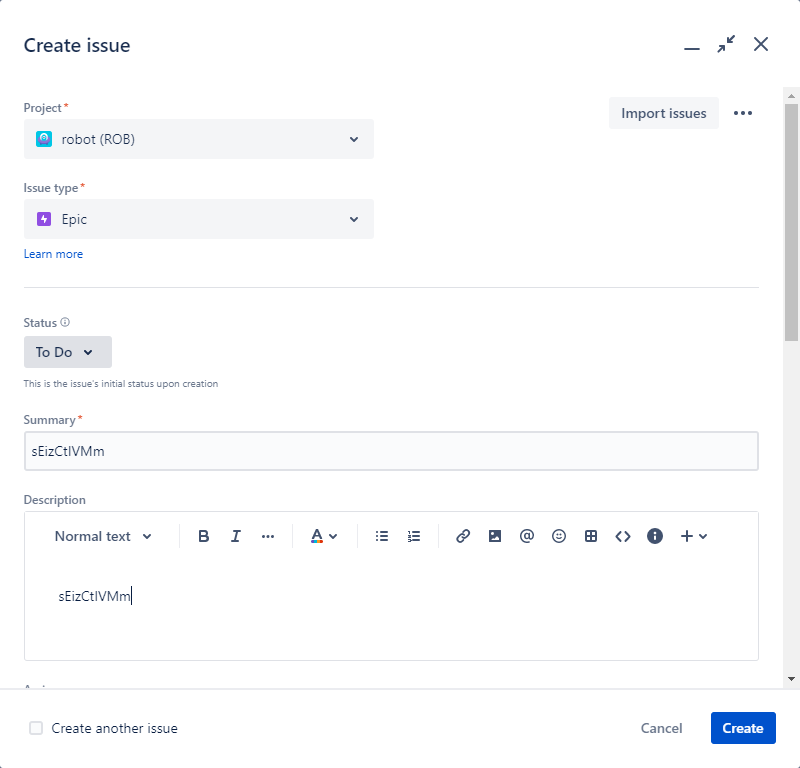 Create issue
Project*
Import issues
robot (ROB)
Issue type*
Epic
Learn more
Status
To Do
This is the issue's initial status upon creation
Summary*
sEizCtIVMm
Description
Normal text B I A @
sEizCtIVMm
Create another issue
Cancel
Create